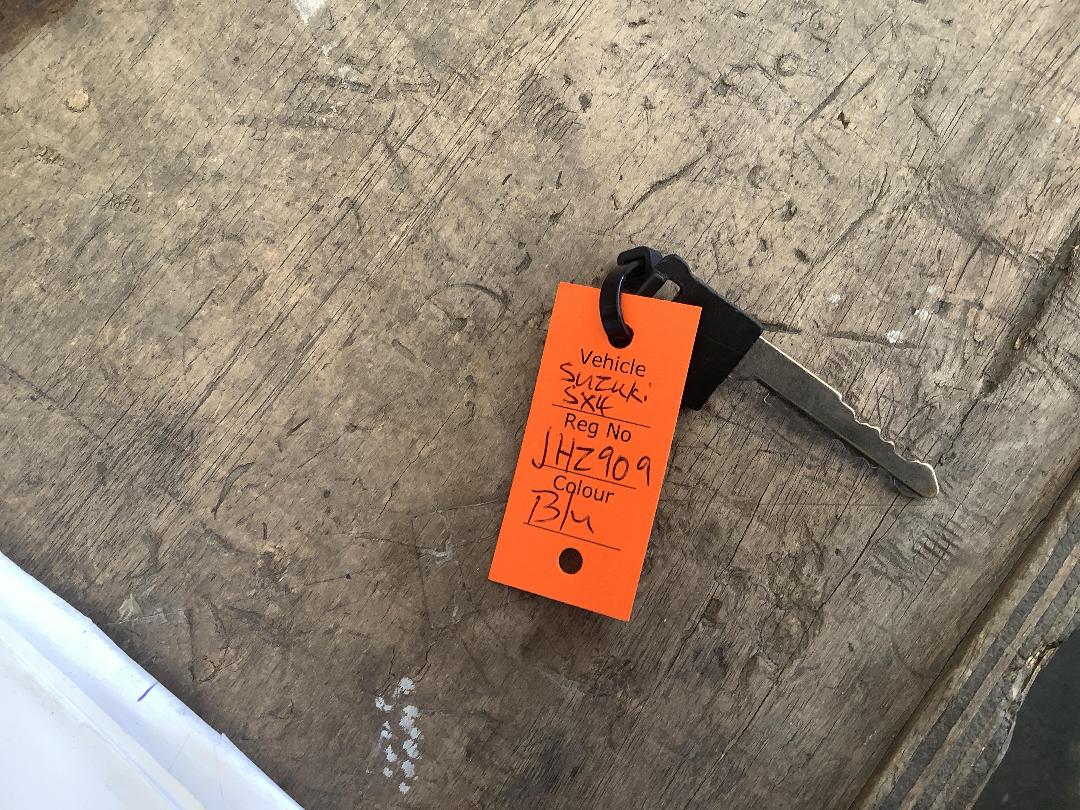 Vehicle
Suzuki
SX4
Reg No
JHZ909
Colour
Blu